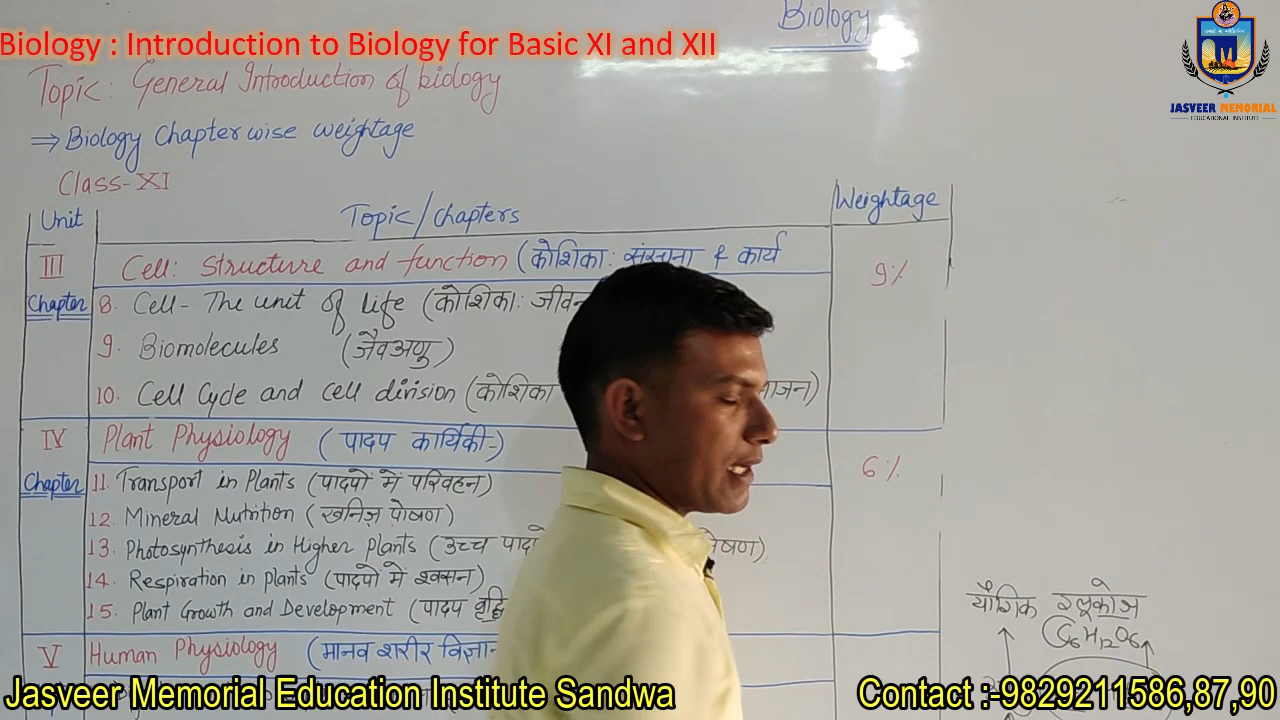 Biology
Biology : Introduction to Biology for Basic XI and XII
JASVEER MEMORIAL
EDUCATIONAL INSTITUTE
Topic: General Introduction of biology
⇒ Biology Chapterwise weightage
Class-XI
Unit Topic/Chapters Weightage
III Cell: Structure and function (कोशिका: संरचना & कार्य 9%
Chapter 8. Cell - The unit of life (कोशिका: जीवन
9. Biomolecules (जैवअणु)
10. Cell Cycle and cell division (कोशिका
IV Plant Physiology (पादप कार्यिकी-) 6%
Chapter 11. Transport in Plants (पादपों में परिवहन)
12. Mineral Nutrition (खनिज़ पोषण)
13. Photosynthesis in Higher Plants (उच्च
14. Respiration in plants (पादपों में श्वसन)
15. Plant Growth and Development (पादप वृद्धि
यौगिक ग्लूकोज
C6H12O6
V Human Physiology (मानव शरीर
Jasveer Memorial Education Institute Sandwa
Contact :-9829211586,87,90